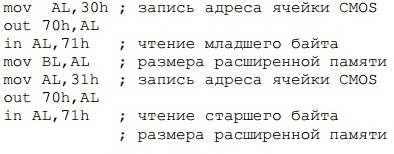 mov  AL,30h ; запись адреса ячейки CMOS
out 70h,AL
in AL,71h   ; чтение младшего байта
mov BL,AL   ; размера расширенной памяти
mov AL,31h  ; запись адреса ячейки CMOS
out 70h,AL
in AL,71h   ; чтение старшего байта
            ; размера расширенной памяти